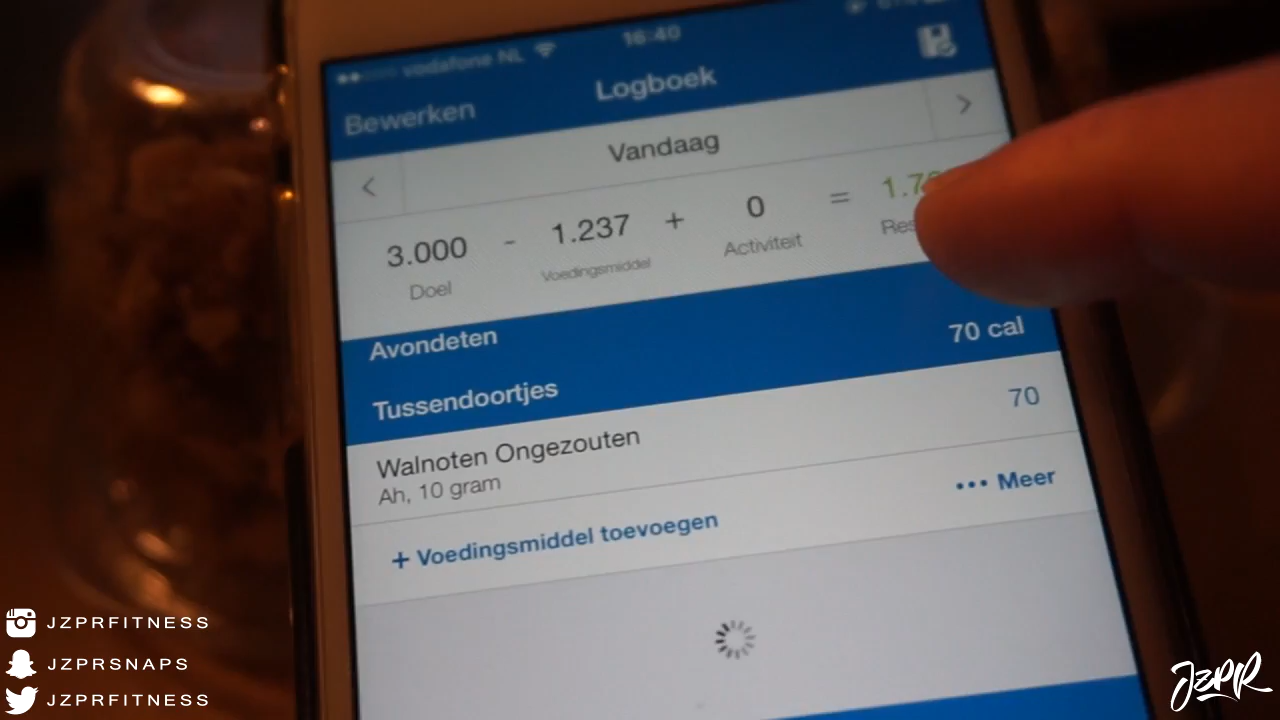 vodafone NL 16:40
Bewerken Logboek
Vandaag
3.000 - 1.237 + 0 =
Doel Voedingsmiddel Activiteit
Avondeten
Tussendoortjes 70 cal
Walnoten Ongezouten 70
Ah, 10 gram
+ Voedingsmiddel toevoegen ••• Meer
JZPRFITNESS
JZPRSNAPS
JZPRFITNESS
JZPR